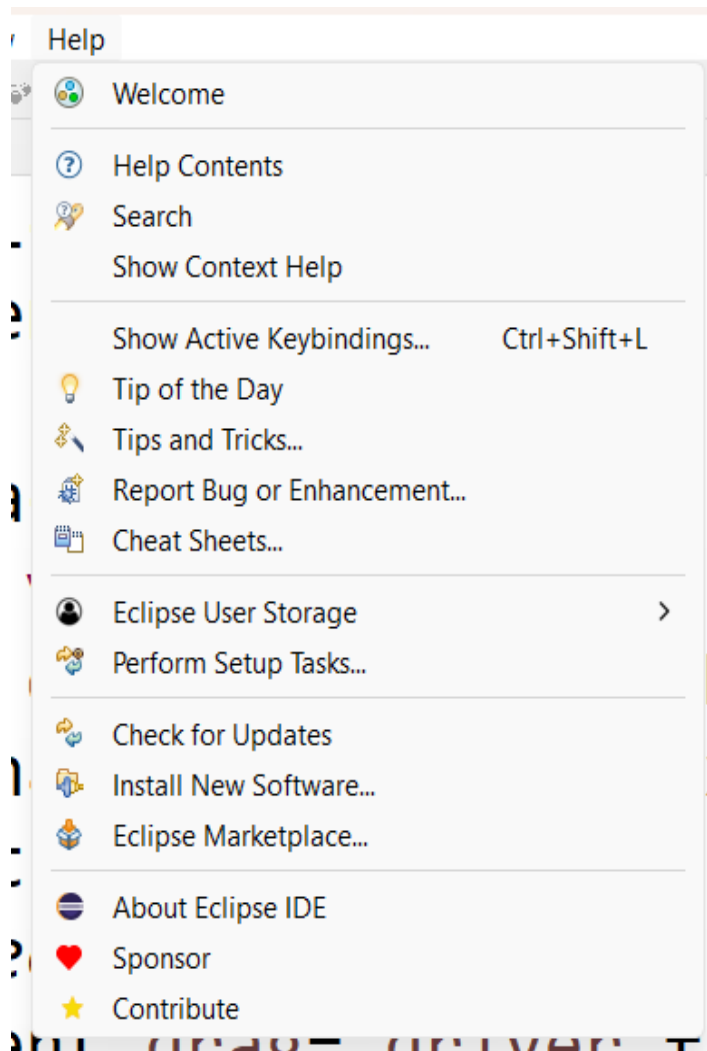 Help
Welcome
Help Contents
Search
Show Context Help
Show Active Keybindings... Ctrl+Shift+L
Tip of the Day
Tips and Tricks...
Report Bug or Enhancement...
Cheat Sheets...
Eclipse User Storage
Perform Setup Tasks...
Check for Updates
Install New Software...
Eclipse Marketplace...
About Eclipse IDE
Sponsor
Contribute